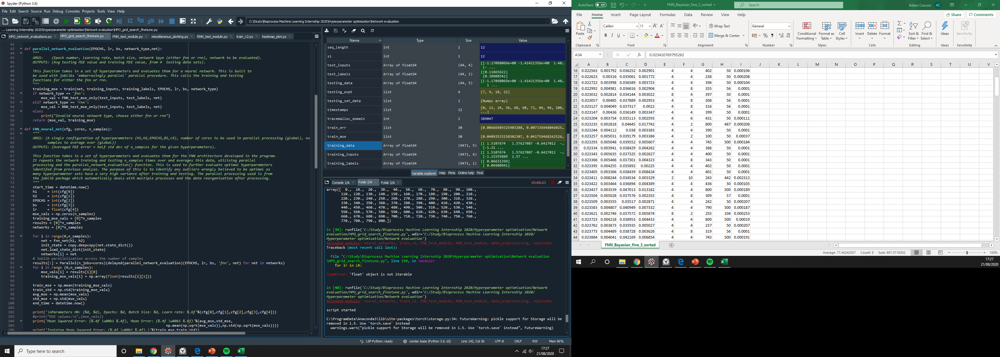 Spyder (Python 3.6)
File Edit Search Source Run Debug Consoles Projects Tools View Help
C:\Study\Bioprocess Machine Learning Internship 2020\Hyperparameter optimisation\Network evaluation
... Learning Internship 2020\Hyperparameter optimisation\Network evaluation\HPO_grid_search_finetune.py
HPO_network_evaluations.py HPO_grid_search_finetune.py FNN_test_module.py miscellaneous_plotting.py RNN_test_module.py train_v2.py heatmap_plot.py
42
43 def parallel_network_evaluation(EPOCHS, lr, bs, network_type,net):
44 """
45 ARGS: (Epoch number, learning rate, batch size, network tpye (either fnn or rnn), network to be evaluated).
46 OUTPUTS: (Avg testing MSE value and training MSE value, from 4 testing data sets).
47
48 This function takes in a set of hyperparameters and evaluates them for a neural network. This is built to
49 be used with joblibs 'embarrasingly parallel' parallel procedure. This calls the training and testing
50 functions for either the fnn or rnn.
51 """
52 training_mse = train(net, training_inputs, training_labels, EPOCHS, lr, bs, network_type)
53 if network_type == 'fnn':
54 mse_val = FNN_test_mse_only(test_inputs, test_labels, net)
55 elif network_type == 'rnn':
56 mse_val = RNN_test_mse_only(test_inputs, test_labels, net)
57 else:
58 print("Invalid neural network type, choose either fnn or rnn")
59 return (mse_val, training_mse)
60
61 def FNN_neural_net(cfg, cores, n_samples):
62 """
63 ARGS: (A single configuration of hyperparameters (H1,H2,EPOCHS,BS,LR), number of cores to be used in parallel processing (global), nu
64 samples to average over (global))
65 OUTPUTS: (Averaged MSE error + half std dev of n_samples for the given hyperparameters).
66
67 This function takes in a set of hyperparameters and evaluates them for the FNN architecture developed in the program.
68 It repeats the network training and testing n_samples times over and averages this data, utilising parallel
69 processing and the parallel_network_evaluation() function. This is used to further evaluate optimal hyperparameters
70 identifed from previous analyse. The purpose of this is to identify any outliers wrongly believed to be optimal as
71 many hyperparameter sets have a very high variance after training and testing. The parallel processing used is from
72 the joblib package which automatically deals with multiple processes and the data reorganisation after processing.
73 """
74 start_time = datetime.now()
75 h1 = int(cfg[0])
76 h2 = int(cfg[1])
77 EPOCHS = int(cfg[2])
78 bs = int(cfg[3])
79 lr = float(cfg[4])
80 mse_vals = np.zeros(n_samples)
81 training_mse_vals = [0]*n_samples
82 results = [0]*n_samples
83 networks = [0]*n_samples
84
85 for i in range(0,n_samples):
86 net = fnn_net(h1, h2)
87 init_state = copy.deepcopy(net.state_dict())
88 net.load_state_dict(init_state)
89 networks[i] = net
90 # Joblib parallelisation across the number of samples
91 results[:] = Parallel(n_jobs=cores)(delayed(parallel_network_evaluation)(EPOCHS, lr, bs, 'fnn', net) for net in networks)
92 for i in range (0,n_samples):
93 mse_vals[i] = results[i][0]
94 training_mse_vals[i] = np.array(float(results[i][1]))
95
96 train_mse = np.mean(training_mse_vals)
97 train_std = np.std(training_mse_vals)
98 avg_mse = np.mean(mse_vals)
99 std_mse = np.std(mse_vals)
100 end_time = datetime.now()
101
102 print('\nParameters HN: (%d, %d), Epochs: %d, Batch Size: %d, Learn rate: %.6f'%(cfg[0],cfg[1],cfg[2],cfg[3],cfg[4]))
103 #print("MSE values:\n",(mse_vals))
104 print('Mean Squared Error: (%.4f \u00b1 %.4f), Mean Error: (%.4f \u00b1 %.6f)'%(avg_mse,std_mse,
105 np.mean(np.sqrt(mse_vals)),np.std(np.sqrt(mse_vals))))
106 print('Training Mean Squared Error: (%.4f \u00b1 %.4f).)'%(train_mse,train_std))
Name Type Size Value
seq_length int 1 12
sl int 1 12
test_inputs Array of float64 (44, 4) [[-1.17098069e+00 -1.41421356e+00 1.40...
[- ...
test_labels Array of float64 (44, 1) [[0.11865622]
[0.38808542]
testing_data Array of float64 (44, 5) [[-1.17098069e+00 -1.41421356e+00 1.40...
1 ...
testing_expt list 4 [7, 9, 18, 22]
testing_set_data list 1 [Numpy array]
timestamps list 12 [0, 12, 24, 36, 48, 60, 72, 84, 96, 108,
...]
tracemalloc_domain int 1 389047
train_err list 30 [0.00666989325903208, 0.007336948046025...
train_mse list 30 [0.04093533158302307, 0.041759468242526...
training_data Array of float64 (9471, 5) [[ 1.5107674 1.57627087 -0.6427012 -...
[-1.21 ...
training_inputs Array of float64 (9471, 4) [[ 1.5107674 1.57627087 -0.6427012 -...
[-1.21555889 1.57 ...
training_labels Array of float64 (9471, 1) [[ 0.06631399]
[ 0.04980941]
Variable explorer Help Plots Online help Find
Console 1/A Pylab 2/A Pylab 3/A 05:00:23
array([ 0., 10., 20., 30., 40., 50., 60., 70., 80., 90., 100.,
110., 120., 130., 140., 150., 160., 170., 180., 190., 200., 210.,
220., 230., 240., 250., 260., 270., 280., 290., 300., 310., 320.,
330., 340., 350., 360., 370., 380., 390., 400., 410., 420., 430.,
440., 450., 460., 470., 480., 490., 500., 510., 520., 530., 540.,
550., 560., 570., 580., 590., 600., 610., 620., 630., 640., 650.,
660., 670., 680., 690., 700., 710., 720., 730., 740., 750., 760.,
770., 780., 790., 800.])
In [39]: runfile('C:/Study/Bioprocess Machine Learning Internship 2020/Hyperparameter optimisation/Network
evaluation/HPO_grid_search_finetune.py', wdir='C:/Study/Bioprocess Machine Learning Internship 2020/
Hyperparameter optimisation/Network evaluation')
Reloaded modules: neural_networks, train_v2, FNN_test_module, RNN_test_module, data_preprocessing, replicate
Traceback (most recent call last):
File "C:\Study\Bioprocess Machine Learning Internship 2020\Hyperparameter optimisation\Network evaluation
\HPO_grid_search_finetune.py", line 198, in <module>
for lr in LR:
TypeError: 'float' object is not iterable
In [40]: runfile('C:/Study/Bioprocess Machine Learning Internship 2020/Hyperparameter optimisation/Network
evaluation/HPO_grid_search_finetune.py', wdir='C:/Study/Bioprocess Machine Learning Internship 2020/
Hyperparameter optimisation/Network evaluation')
Reloaded modules: neural_networks, train_v2, FNN_test_module, RNN_test_module, data_preprocessing, replicate
script started
C:\ProgramData\Anaconda3\lib\site-packages\torch\storage.py:34: FutureWarning: pickle support for Storage will be
removed in 1.5. Use `torch.save` instead
warnings.warn("pickle support for Storage will be removed in 1.5. Use `torch.save` instead", FutureWarning)
LSP Python: ready conda: base (Python 3.6.10) Line 142, Col 36 UTF-8 CRLF RW Mem 96%
Type here to search
17:27
21/08/2020
AutoSave Off FNN_Bayesian_fine_3_sorted Search Adam Coxson AC
File Home Insert Page Layout Formulas Data Review View Help Share Comments
Paste Calibri 11 Wrap Text General Conditional Formatting Format as Table Cell Styles Insert Delete Format Sort & Filter Find & Select Ideas Sensitivity
B I U Merge & Center
Clipboard Font Alignment Number Styles Cells Editing Ideas Sensitivity
A34 fx 0.023410769795262
A B C D E F G H I J K L M N O P Q R S T U V
16 0.022563 0.003792 0.036252 0.002901 4 4 402 50 0.000106
17 0.022623 0.00316 0.035061 0.001772 4 4 238 50 0.000208
18 0.022722 0.003998 0.036589 0.003723 4 4 396 50 0.000104
19 0.022992 0.004981 0.036616 0.002904 4 8 355 56 0.0001
20 0.023032 0.002814 0.034144 0.003022 8 4 397 50 0.0001
21 0.023057 0.00485 0.037889 0.002953 4 8 308 56 0.0001
22 0.023127 0.004049 0.037317 0.0022 4 8 316 56 0.0001
23 0.023147 0.00436 0.036149 0.003347 4 4 399 50 0.0001
24 0.023204 0.003734 0.035113 0.002593 4 6 431 50 0.000111
25 0.023235 0.002818 0.04645 0.017742 4 2 800 487 0.000208
26 0.023244 0.004112 0.038 0.003383 4 4 390 50 0.0001
27 0.023257 0.005031 0.039179 0.003386 4 2 100 50 0.00037
28 0.023293 0.005048 0.039552 0.005607 4 4 745 500 0.000184
29 0.02334 0.003941 0.038429 0.004262 4 4 386 50 0.0001
30 0.023343 0.005635 0.037325 0.002627 4 4 400 50 0.0001
31 0.023366 0.005466 0.037301 0.004323 4 8 343 50 0.0001
32 0.023395 0.004255 0.035892 0.00225 4 4 402 50 0.0001
33 0.023405 0.003366 0.038439 0.008424 4 4 401 50 0.0001
34 0.023411 0.008244 0.034534 0.003329 2 10 243 442 0.002313
35 0.023422 0.003464 0.036894 0.004389 4 4 436 50 0.000105
36 0.023437 0.003539 0.047013 0.013182 4 4 800 500 0.000189
37 0.023504 0.005028 0.037576 0.002355 4 8 309 57 0.0001
38 0.023509 0.003555 0.03517 0.002871 4 4 242 50 0.000207
39 0.023583 0.004807 0.040949 0.007332 4 4 790 500 0.000187
40 0.023621 0.002746 0.037572 0.005874 8 2 255 104 0.000253
41 0.023723 0.004218 0.038953 0.004433 4 4 800 500 0.00019
42 0.023762 0.003873 0.035935 0.005027 4 4 237 50 0.000207
43 0.023773 0.004489 0.038728 0.003626 4 8 319 56 0.0001
44 0.023884 0.004041 0.042169 0.006854 4 4 743 500 0.000191
FNN_Bayesian_fine_3_sorted
Average: 77.45242557 Count: 9 Sum: 697.0718302 100%
17:27
21/08/2020